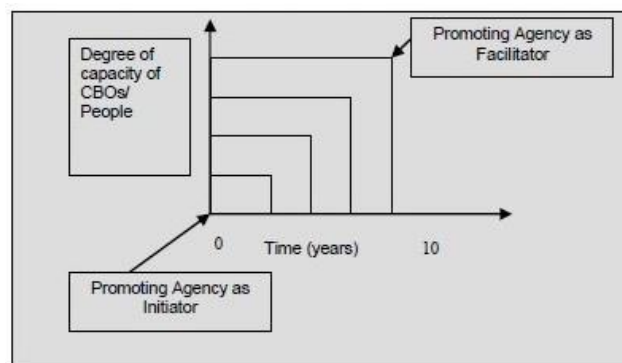 Degree of
capacity of
CBOs/
People
Promoting Agency as
Facilitator
0 Time (years) 10
Promoting Agency as
Initiator